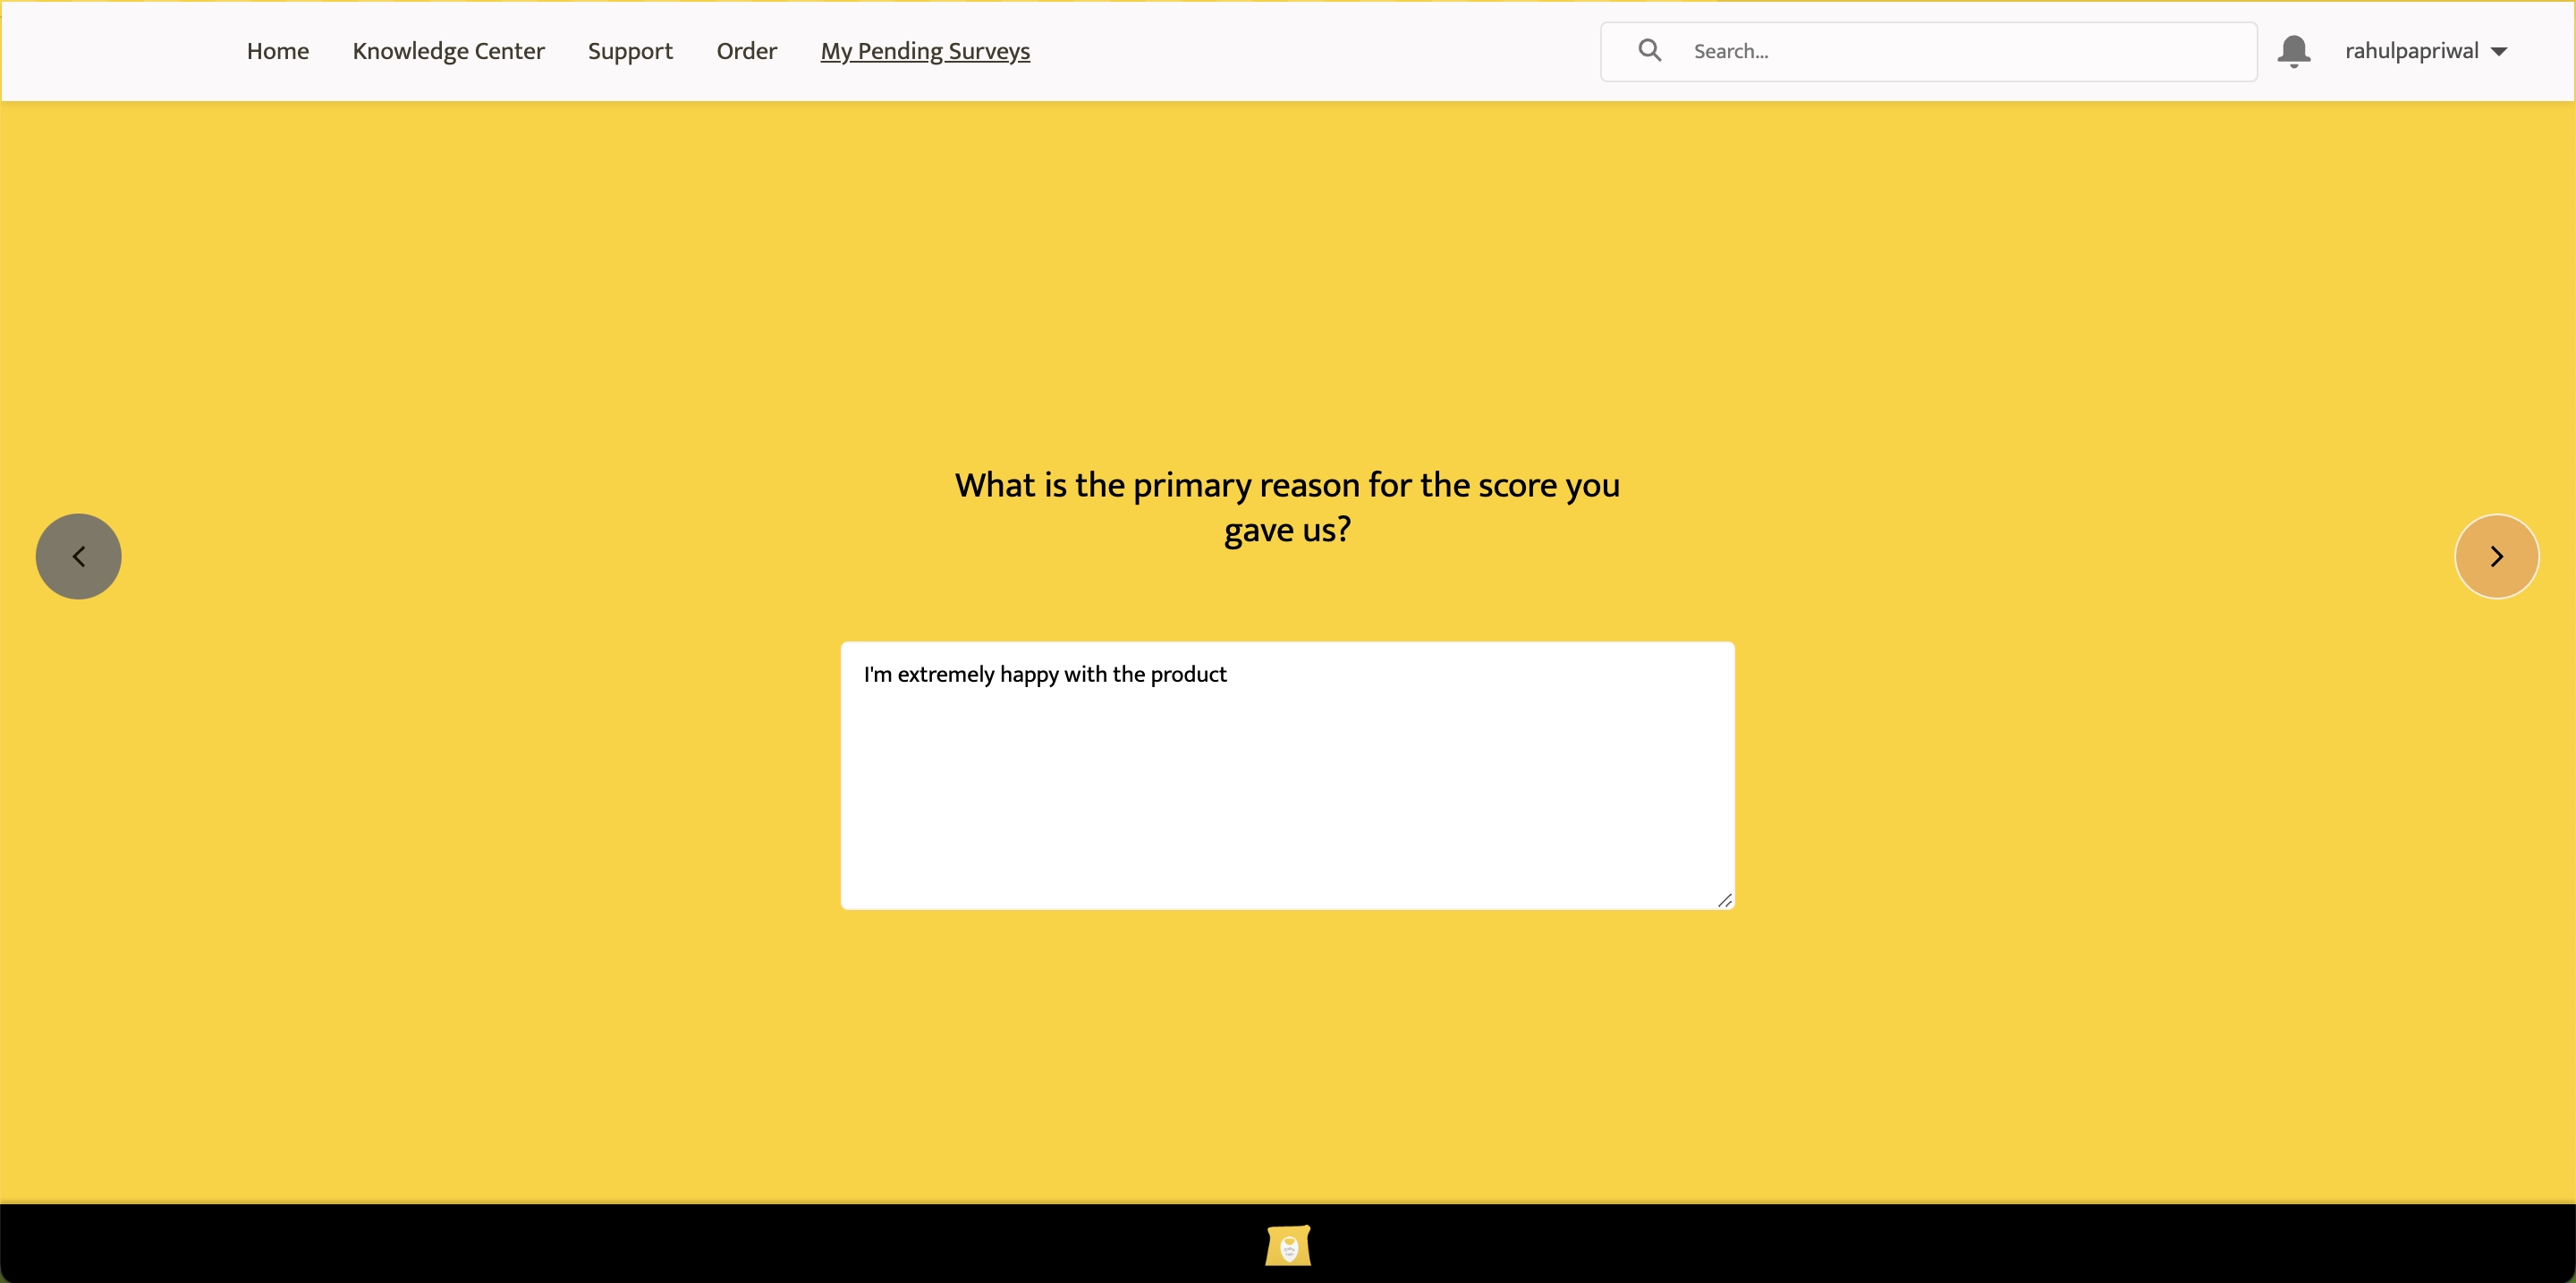 Home Knowledge Center Support Order My Pending Surveys Search... rahulpapriwal
What is the primary reason for the score you
gave us?
I'm extremely happy with the product